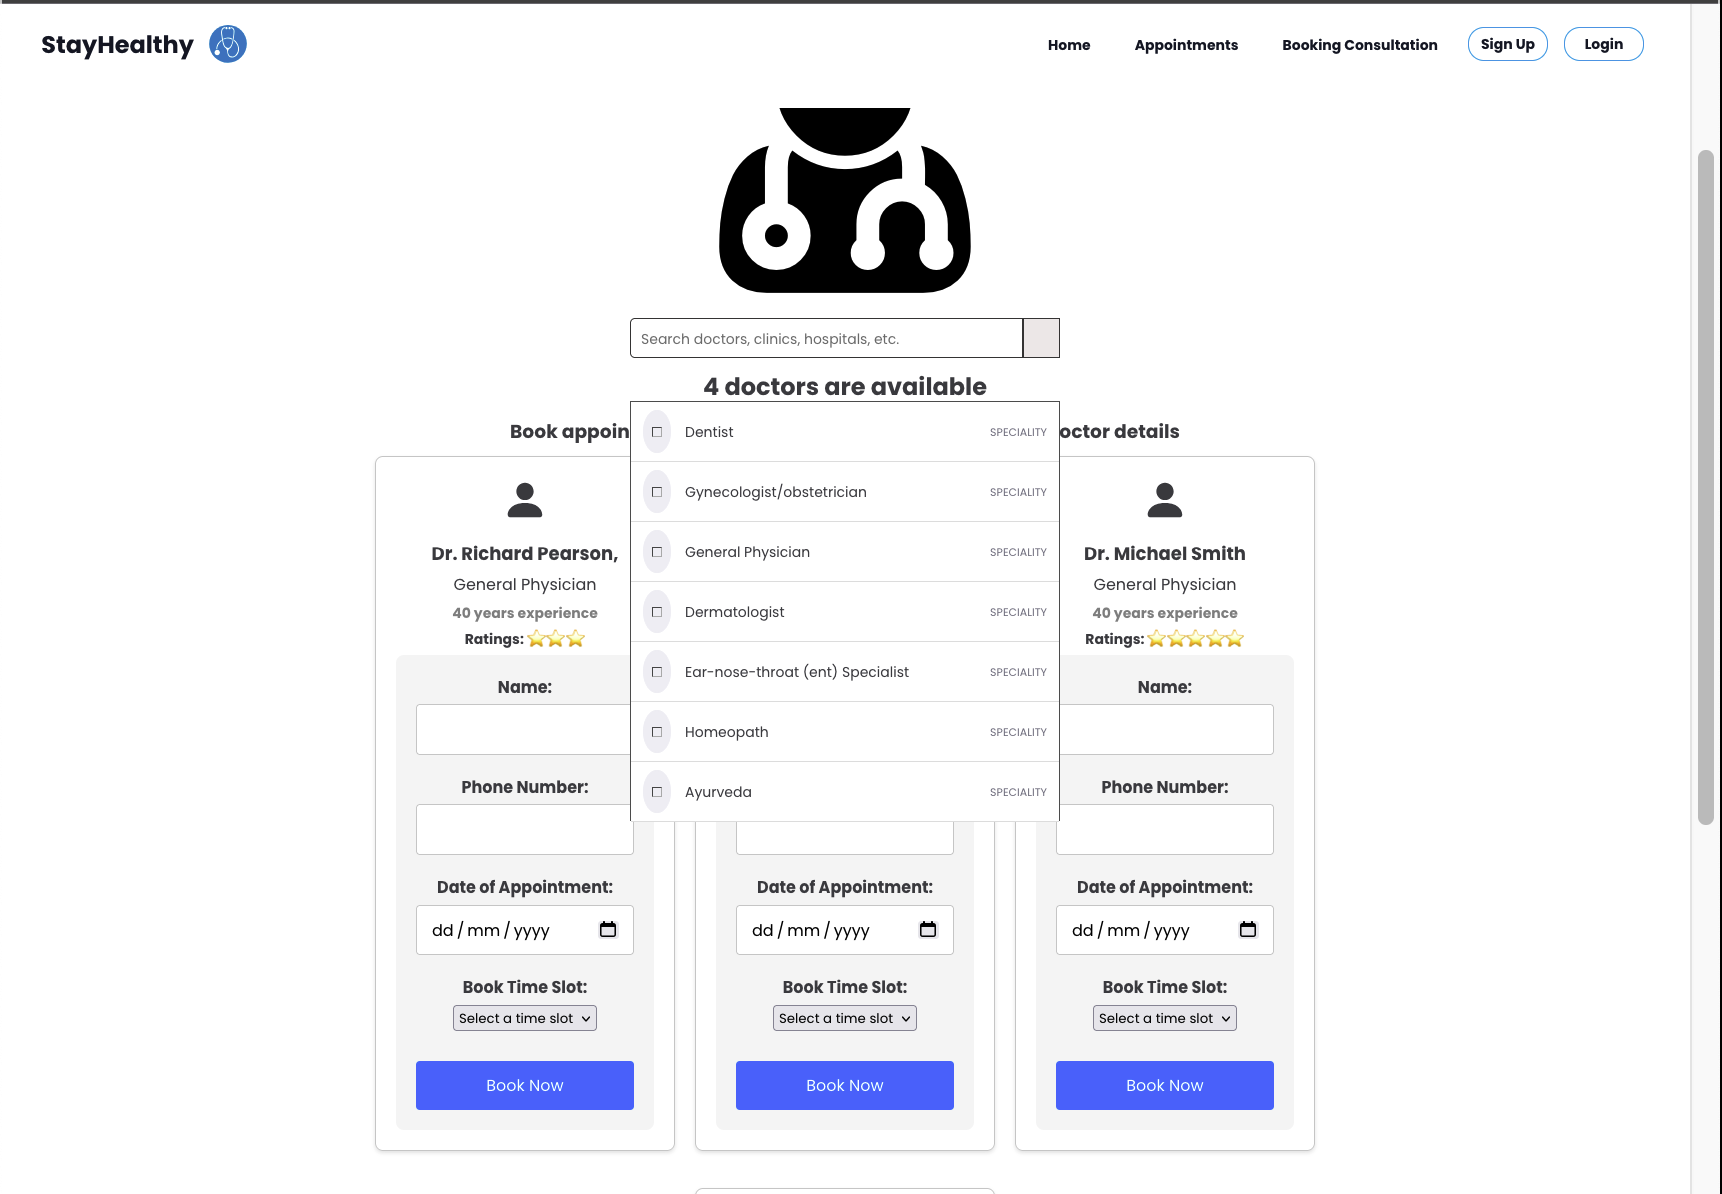 StayHealthy
Home
Appointments
Booking Consultation
Sign Up
Login
Search doctors, clinics, hospitals, etc.
4 doctors are available
Book appoin
octor details
Dentist SPECIALITY
Gynecologist/obstetrician SPECIALITY
General Physician SPECIALITY
Dermatologist SPECIALITY
Ear-nose-throat (ent) Specialist SPECIALITY
Homeopath SPECIALITY
Ayurveda SPECIALITY
Dr. Richard Pearson,
General Physician
40 years experience
Ratings:
Name:
Phone Number:
Date of Appointment:
dd/mm/yyyy
Book Time Slot:
Select a time slot
Book Now
Date of Appointment:
dd/mm/yyyy
Book Time Slot:
Select a time slot
Book Now
Dr. Michael Smith
General Physician
40 years experience
Ratings:
Name:
Phone Number:
Date of Appointment:
dd/mm/yyyy
Book Time Slot:
Select a time slot
Book Now